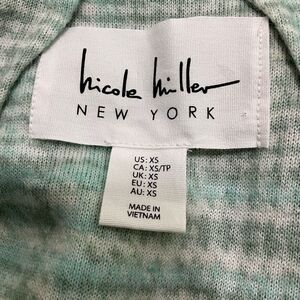 nicole miller
NEW YORK
US: XS
CA: XS/TP
UK: XS
EU: XS
AU: XS
MADE IN
VIETNAM